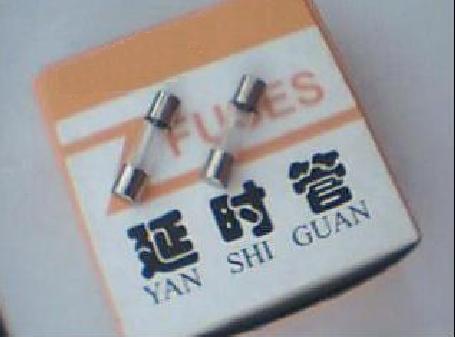 FUSES
延时管
YAN SHI GUAN